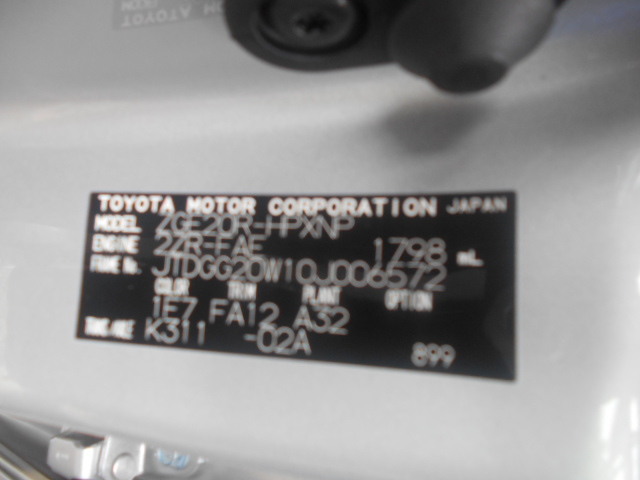 TOYOTA MOTOR CORPORATION JAPAN
MODEL ZGE20R-HPXNP
ENGINE 2ZR-FAE 1798 mL
FRAME No. JTDGG20W10J006572
COLOR TRIM PLANT OPTION
1F7 FA12 A32
TRANS/AXLE K311 -02A
899